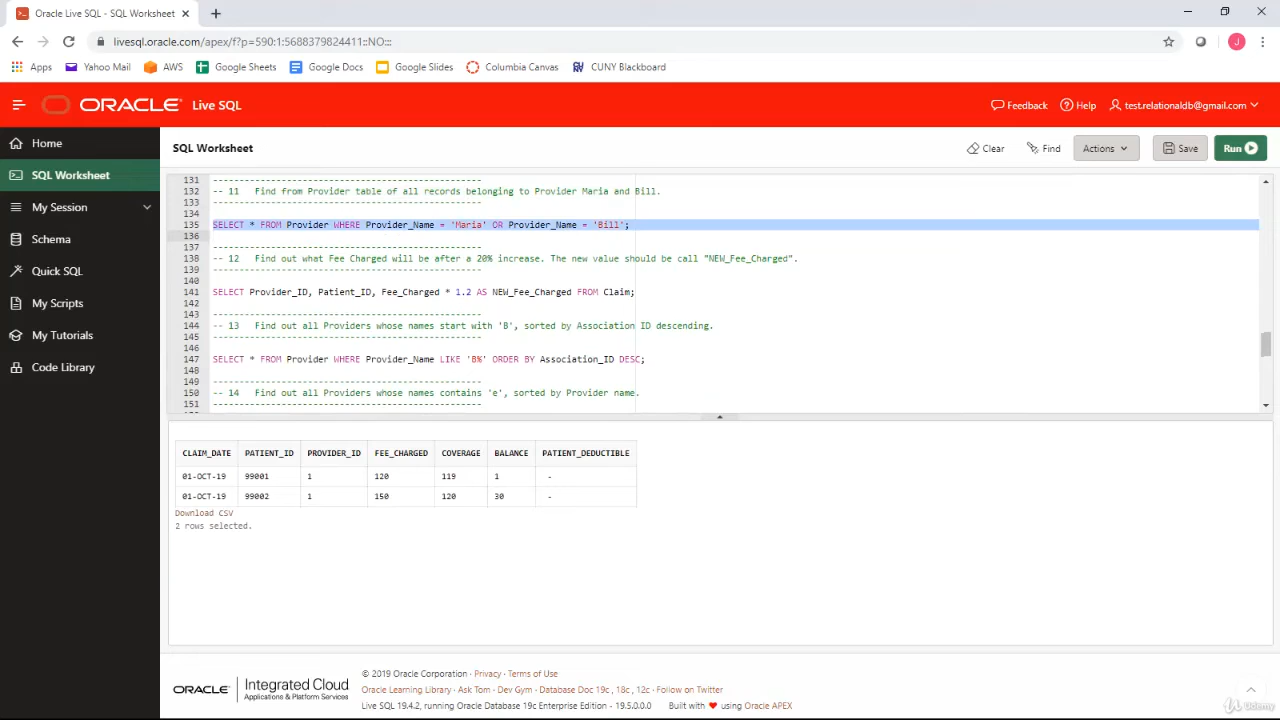 Oracle Live SQL - SQL Worksheet
livesql.oracle.com/apex/f?p=590:1:5688379824411::NO:::
J
Apps Yahoo Mail AWS Google Sheets Google Docs Google Slides Columbia Canvas CUNY Blackboard
ORACLE Live SQL Feedback Help test.relationaldb@gmail.com
Home
SQL Worksheet
My Session
Schema
Quick SQL
My Scripts
My Tutorials
Code Library
SQL Worksheet Clear Find Actions Save Run
131 -----------------------------------------------
132 -- 11   Find from Provider table of all records belonging to Provider Maria and Bill.
133 -----------------------------------------------
134
135 SELECT * FROM Provider WHERE Provider_Name = 'Maria' OR Provider_Name = 'Bill';
136
137 -----------------------------------------------
138 -- 12   Find out what Fee Charged will be after a 20% increase. The new value should be call "NEW_Fee_Charged".
139 -----------------------------------------------
140
141 SELECT Provider_ID, Patient_ID, Fee_Charged * 1.2 AS NEW_Fee_Charged FROM Claim;
142
143 -----------------------------------------------
144 -- 13   Find out all Providers whose names start with 'B', sorted by Association ID descending.
145 -----------------------------------------------
146
147 SELECT * FROM Provider WHERE Provider_Name LIKE 'B%' ORDER BY Association_ID DESC;
148
149 -----------------------------------------------
150 -- 14   Find out all Providers whose names contains 'e', sorted by Provider name.
151 -----------------------------------------------
CLAIM_DATE PATIENT_ID PROVIDER_ID FEE_CHARGED COVERAGE BALANCE PATIENT_DEDUCTIBLE
01-OCT-19 99001 1 120 119 1 -
01-OCT-19 99002 1 150 120 30 -
Download CSV
2 rows selected.
ORACLE Integrated Cloud
Applications & Platform Services
© 2019 Oracle Corporation · Privacy · Terms of Use
Oracle Learning Library · Ask Tom · Dev Gym · Database Doc 19c, 18c, 12c · Follow on Twitter
Live SQL 19.4.2, running Oracle Database 19c Enterprise Edition - 19.5.0.0.0 Built with ❤ using Oracle APEX
Udemy